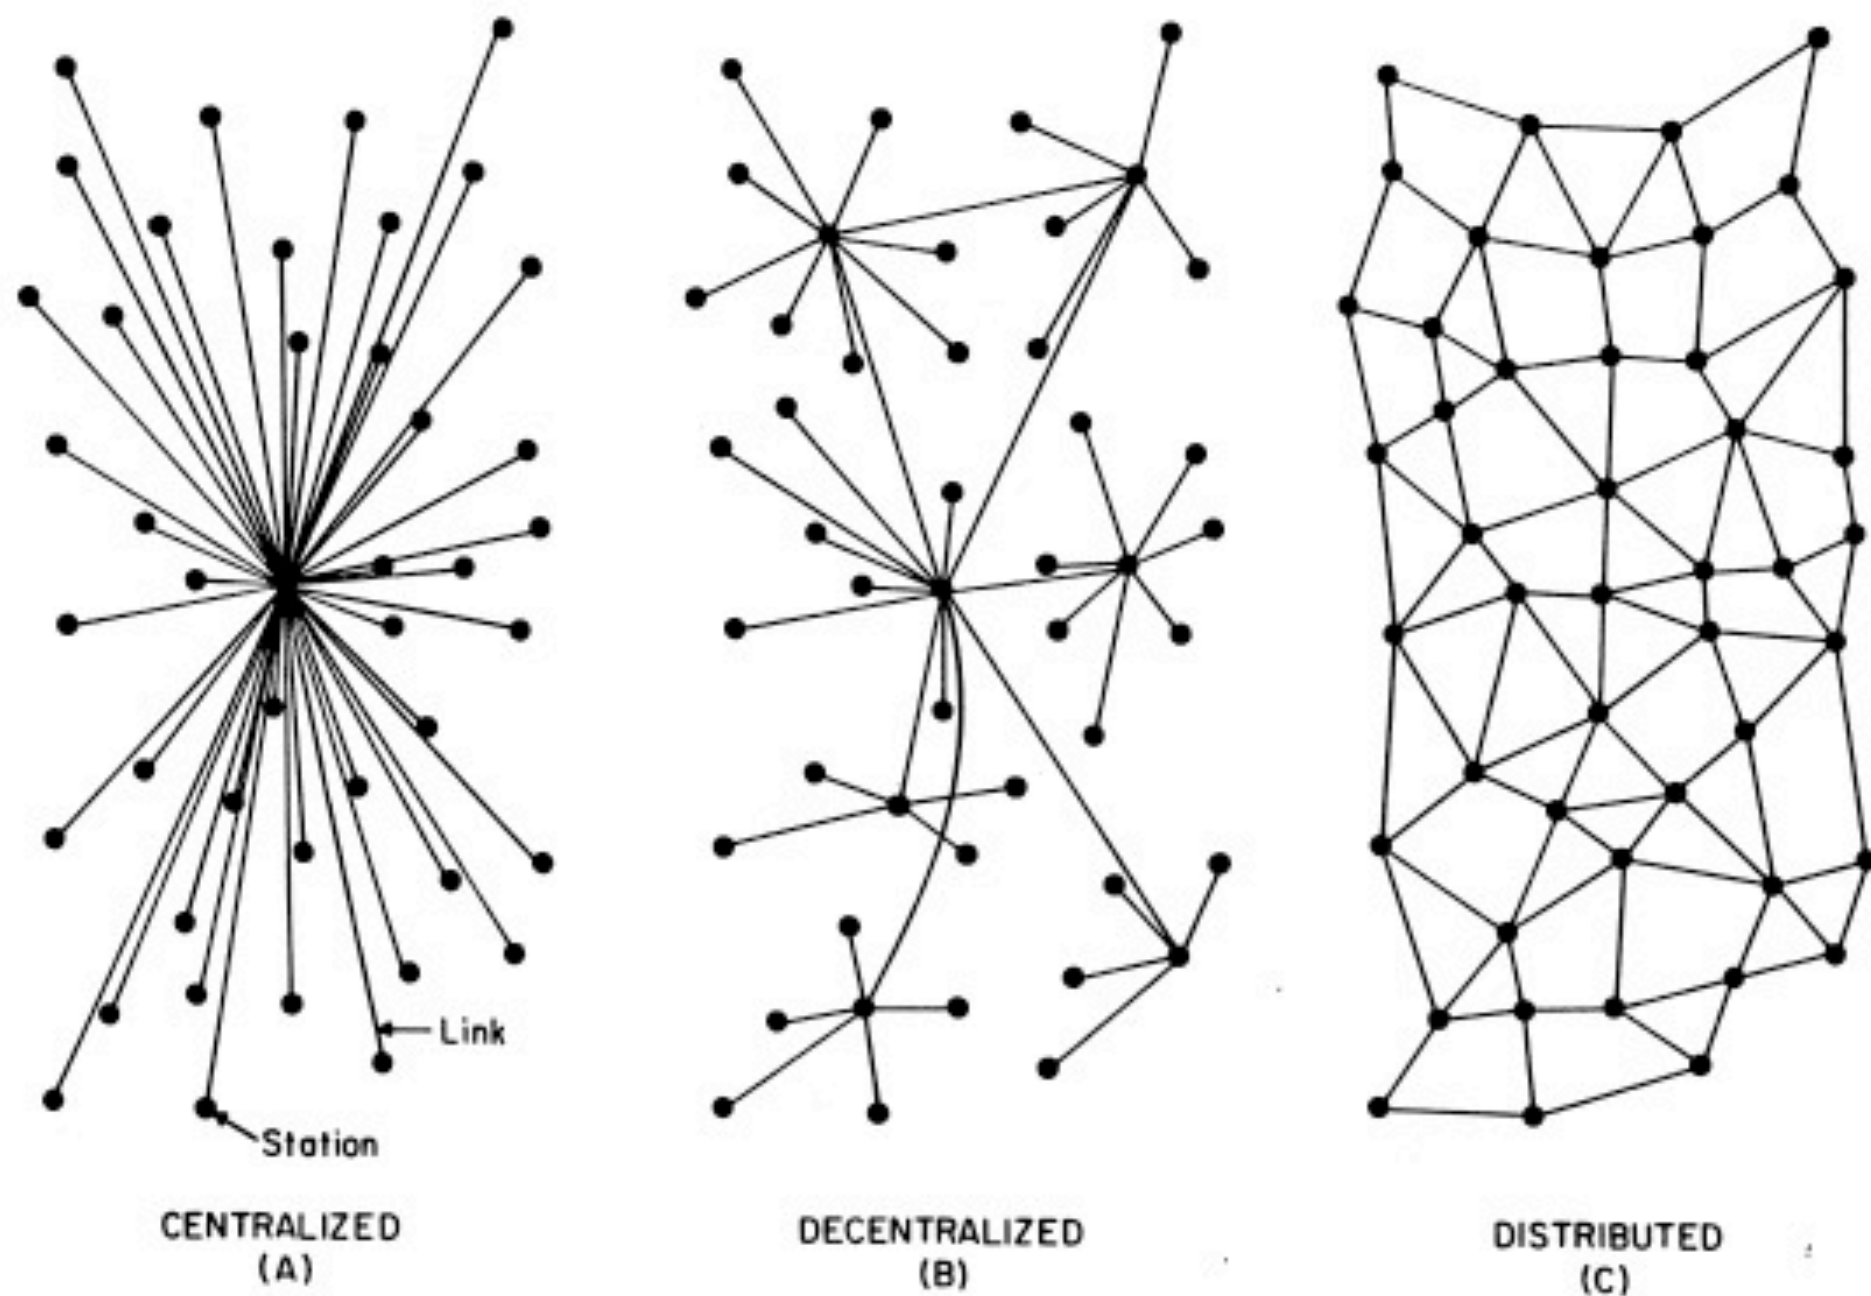 Link
Station
CENTRALIZED
(A)
DECENTRALIZED
(B)
DISTRIBUTED
(C)